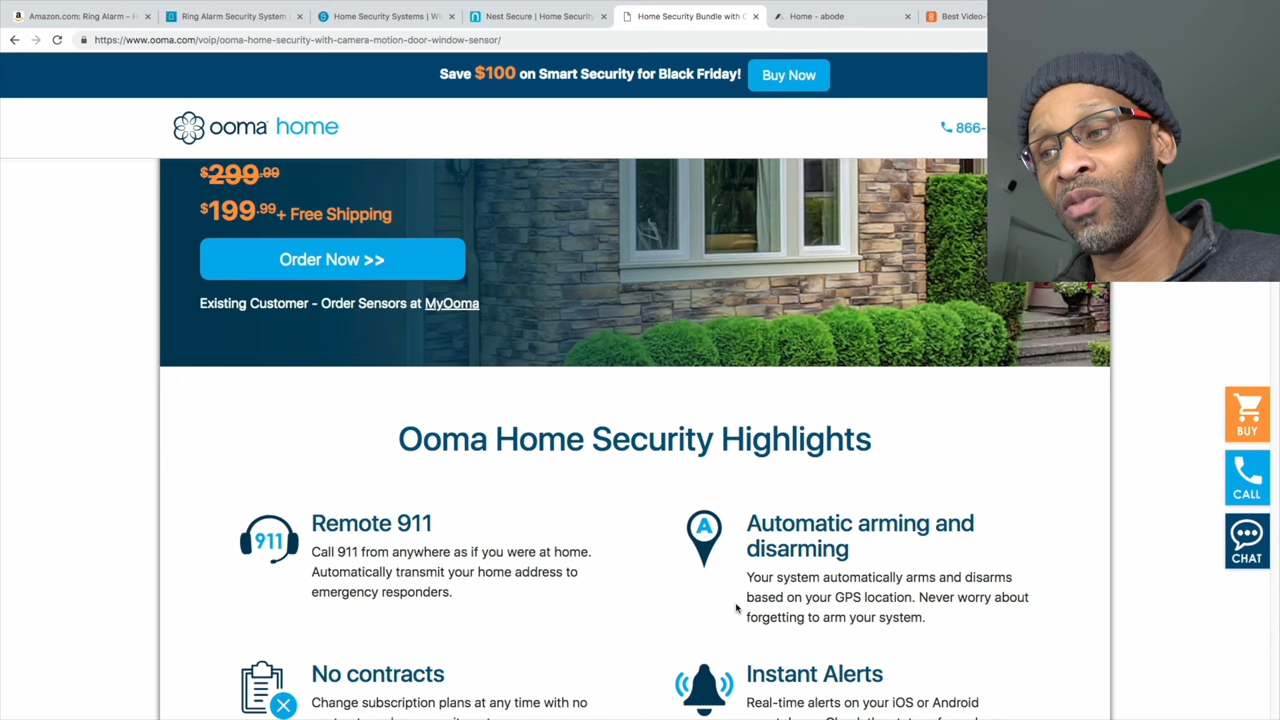 Amazon.com: Ring Alarm – H
Ring Alarm Security System
Home Security Systems | Wi
Nest Secure | Home Security
Home Security Bundle with C
Home - abode
Best Video-
https://www.ooma.com/voip/ooma-home-security-with-camera-motion-door-window-sensor/
Save $100 on Smart Security for Black Friday!
Buy Now
ooma home
866-
$299.99
$199.99 + Free Shipping
Order Now >>
Existing Customer - Order Sensors at MyOoma
BUY
CALL
CHAT
Ooma Home Security Highlights
911
Remote 911
Call 911 from anywhere as if you were at home.
Automatically transmit your home address to
emergency responders.
A
Automatic arming and
disarming
Your system automatically arms and disarms
based on your GPS location. Never worry about
forgetting to arm your system.
No contracts
Change subscription plans at any time with no
Instant Alerts
Real-time alerts on your iOS or Android